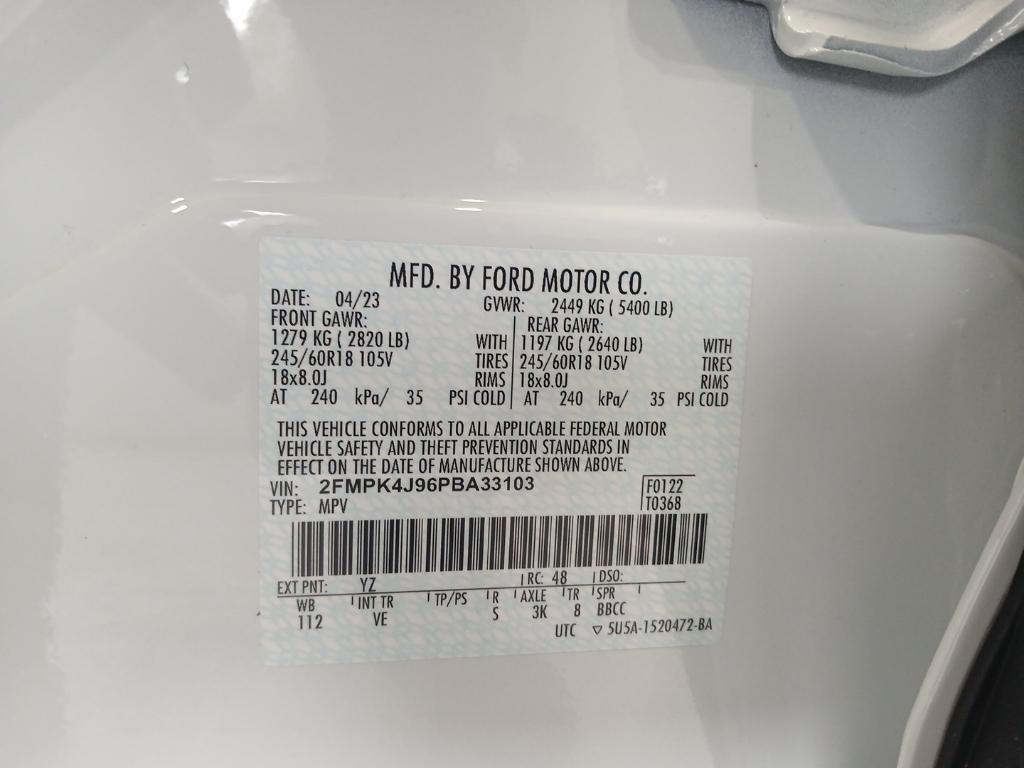 MFD. BY FORD MOTOR CO.
DATE: 04/23 GVWR: 2449 KG ( 5400 LB)
FRONT GAWR: REAR GAWR:
1279 KG ( 2820 LB) WITH 1197 KG ( 2640 LB) WITH
245/60R18 105V TIRES 245/60R18 105V TIRES
18x8.0J RIMS 18x8.0J RIMS
AT 240 kPa/ 35 PSI COLD AT 240 kPa/ 35 PSI COLD
THIS VEHICLE CONFORMS TO ALL APPLICABLE FEDERAL MOTOR
VEHICLE SAFETY AND THEFT PREVENTION STANDARDS IN
EFFECT ON THE DATE OF MANUFACTURE SHOWN ABOVE.
VIN: 2FMPK4J96PBA33103 F0122
TYPE: MPV T0368
EXT PNT: YZ RC: 48 DSO:
WB INT TR TP/PS R AXLE TR SPR
112 VE S 3K 8 BBCC
UTC ▽ 5U5A-1520472-BA